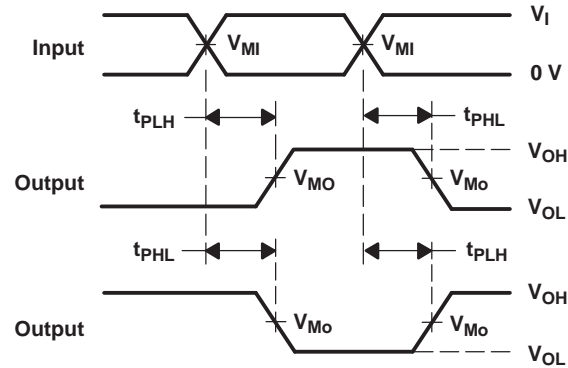 V_I
Input
V_MI
V_MI
0 V
t_PLH
t_PHL
V_OH
Output
V_MO
V_Mo
V_OL
t_PHL
t_PLH
V_OH
Output
V_Mo
V_Mo
V_OL